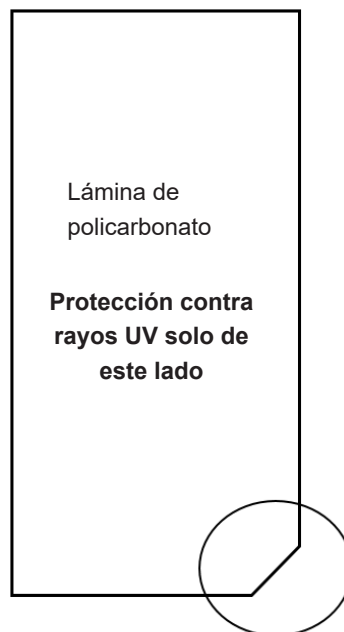 Lámina de
policarbonato
Protección contra
rayos UV solo de
este lado